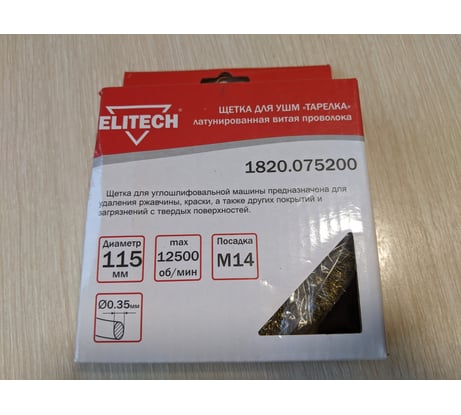 ELITECH®
ЩЕТКА ДЛЯ УШМ «ТАРЕЛКА»
латунированная витая проволока
1820.075200
Щетка для углошлифовальной машины предназначена для
удаления ржавчины, краски, а также других покрытий и
загрязнений с твердых поверхностей.
Диаметр
115
мм
max
12500
об/мин
Посадка
М14
Ø0.35мм